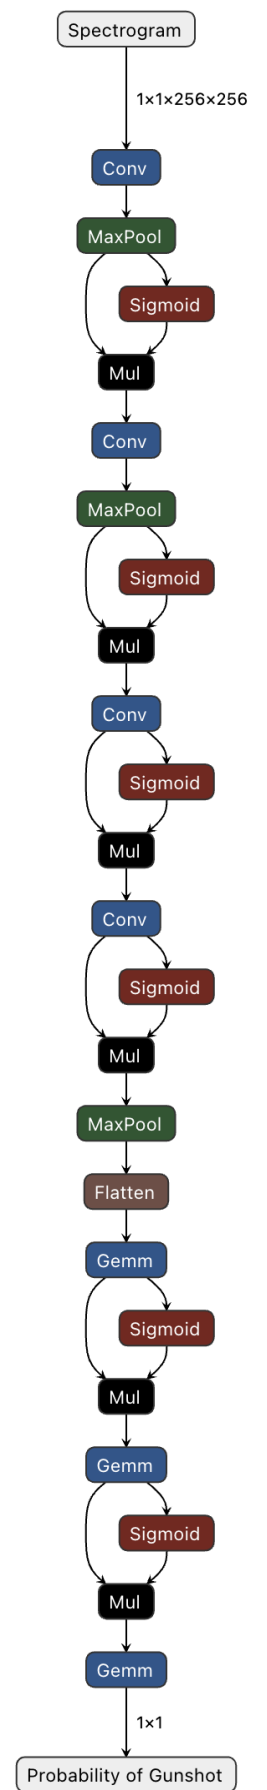 Spectrogram
1×1×256×256
Conv
MaxPool
Sigmoid
Mul
Conv
MaxPool
Sigmoid
Mul
Conv
Sigmoid
Mul
Conv
Sigmoid
Mul
MaxPool
Flatten
Gemm
Sigmoid
Mul
Gemm
Sigmoid
Mul
Gemm
1×1
Probability of Gunshot